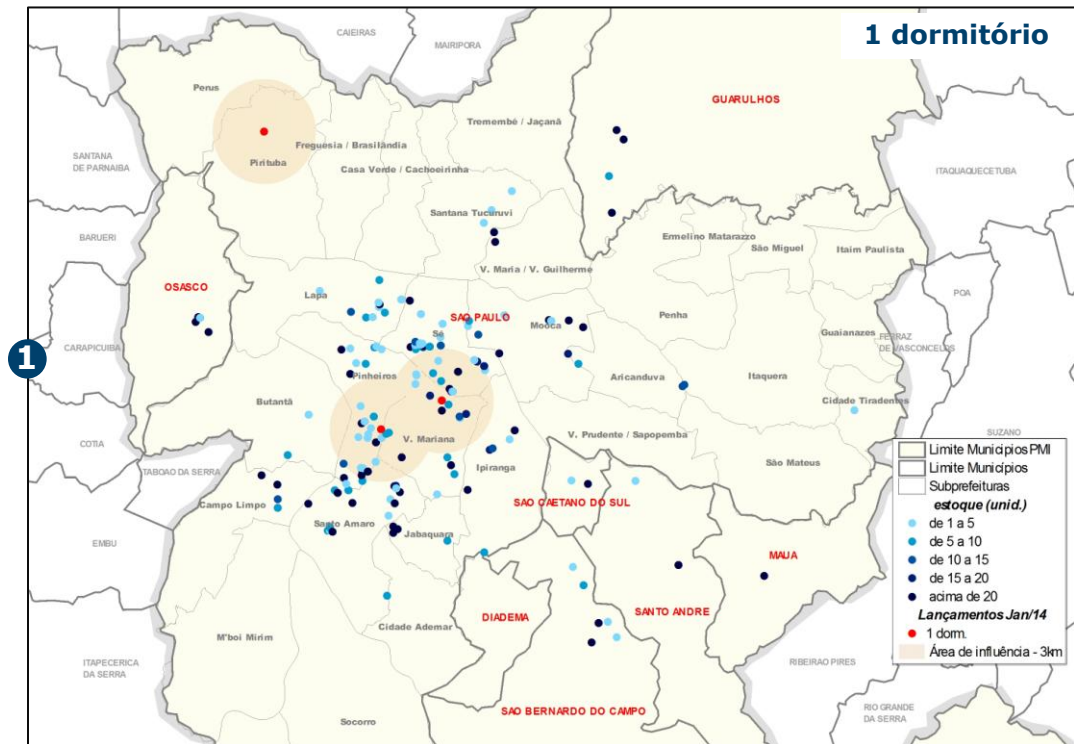 1 dormitório
CAIEIRAS
MAIRIPORA
Perus
GUARULHOS
Tremembé / Jaçanã
Freguesia / Brasilândia
Pirituba
Casa Verde / Cachoeirinha
SANTANA
DE PARNAIBA
ITAQUAQUECETUBA
Santana Tucuruvi
BARUERI
Ermelino Matarazzo
São Miguel
Itaim Paulista
V. Maria / V. Guilherme
OSASCO
Lapa
POA
SAO PAULO
Mooca
Penha
Sé
Guaianazes
FERRAZ
DE VASCONCELOS
CARAPICUIBA
1
Pinheiros
Aricanduva
Itaquera
Butantã
Cidade Tiradentes
COTIA
V. Mariana
V. Prudente / Sapopemba
SUZANO
TABOAO DA SERRA
Ipiranga
São Mateus
Campo Limpo
SAO CAETANO DO SUL
Santo Amaro
Jabaquara
EMBU
MAUA
DIADEMA
SANTO ANDRE
M'boi Mirim
Cidade Ademar
ITAPECERICA
DA SERRA
RIBEIRAO PIRES
SAO BERNARDO DO CAMPO
RIO GRANDE
DA SERRA
Socorro
Limite Municipios PMI
Limite Municípios
Subprefeituras
estoque (unid.)
de 1 a 5
de 5 a 10
de 10 a 15
de 15 a 20
acima de 20
Lançamentos Jan/14
1 dorm.
Área de influência - 3km